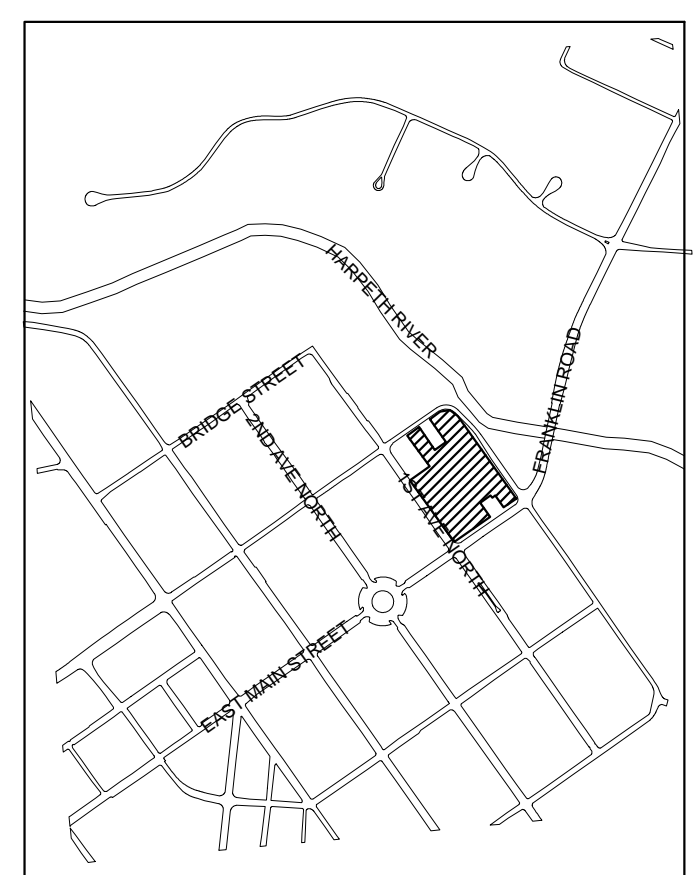 HARPETH RIVER
FRANKLIN ROAD
BRIDGE STREET
2ND AVE NORTH
1ST AVE NORTH
EAST MAIN STREET